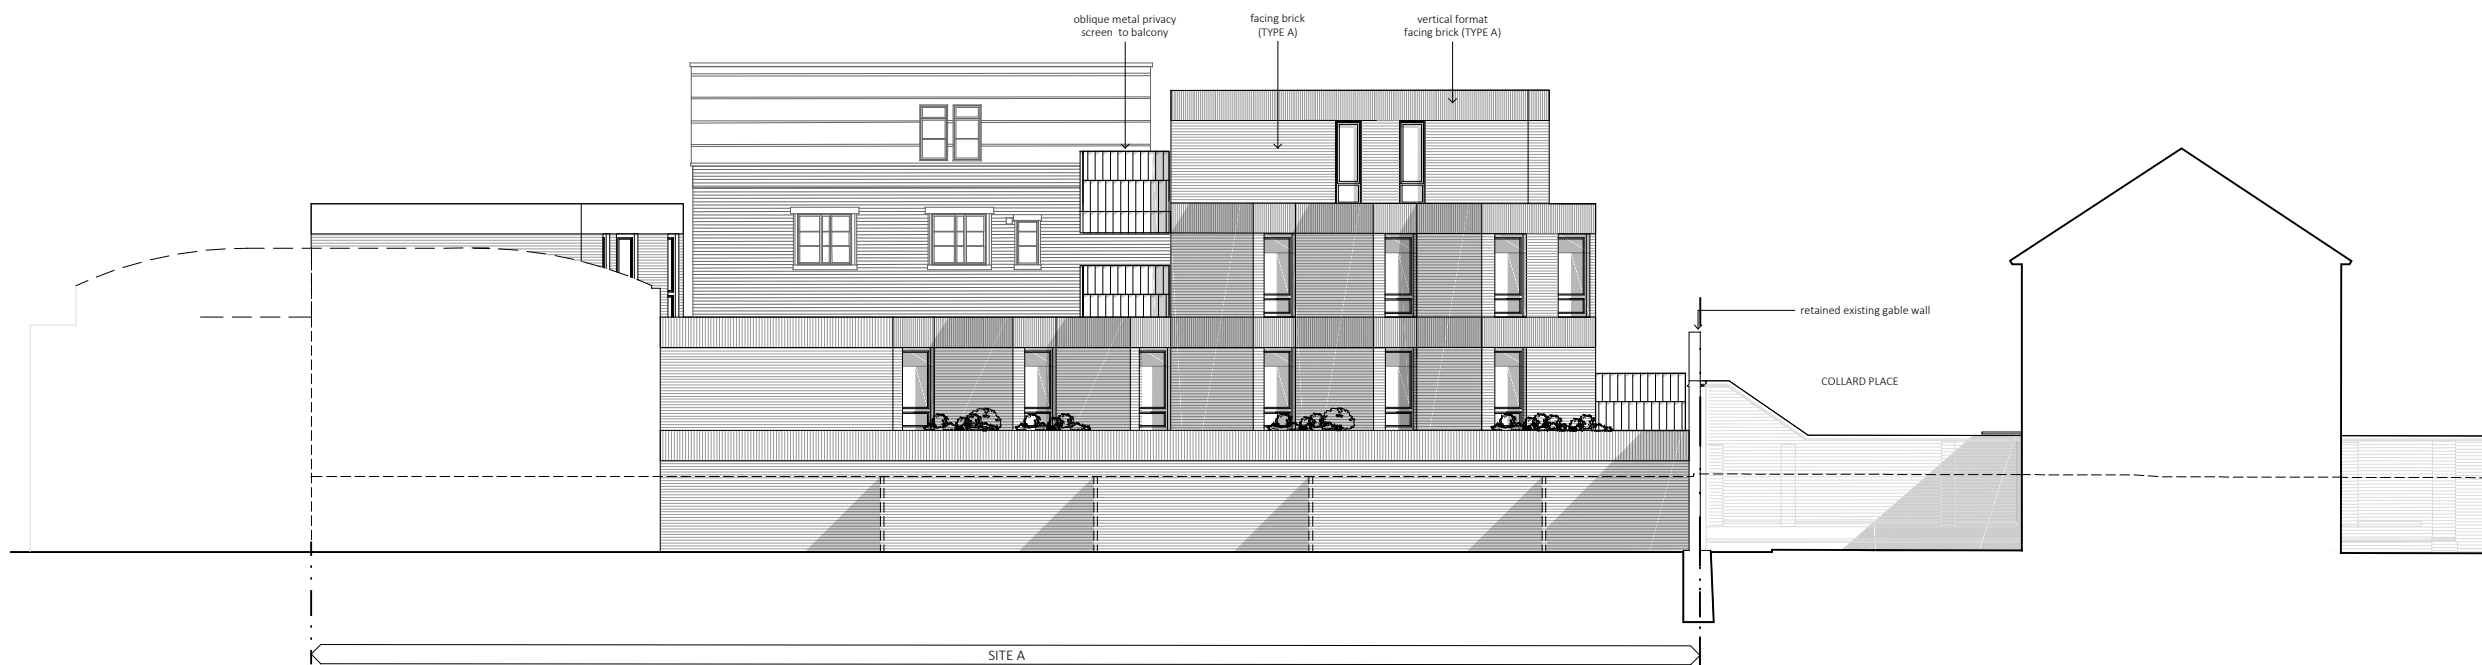 oblique metal privacy
screen to balcony
facing brick
(TYPE A)
vertical format
facing brick (TYPE A)
retained existing gable wall
COLLARD PLACE
SITE A